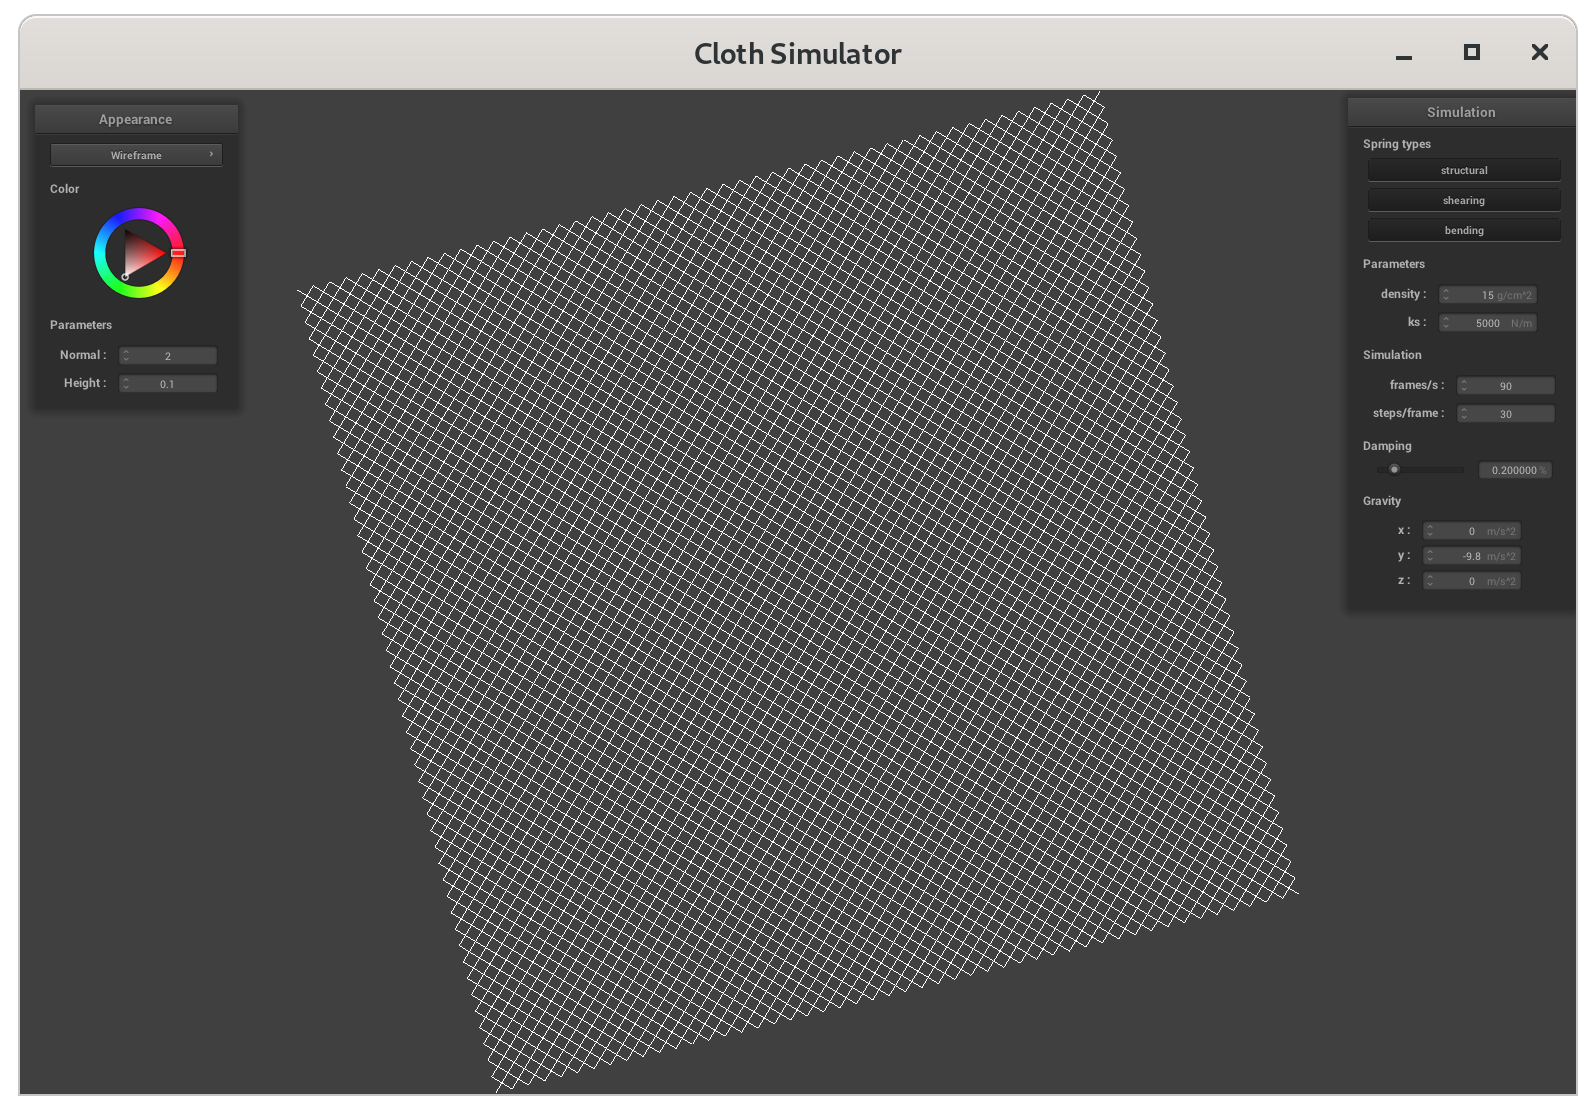 Cloth Simulator
Appearance
Wireframe
Color
Parameters
Normal : 2
Height : 0.1
Simulation
Spring types
structural
shearing
bending
Parameters
density : 15 g/cm^2
ks : 5000 N/m
Simulation
frames/s : 90
steps/frame : 30
Damping
0.200000 %
Gravity
x : 0 m/s^2
y : -9.8 m/s^2
z : 0 m/s^2